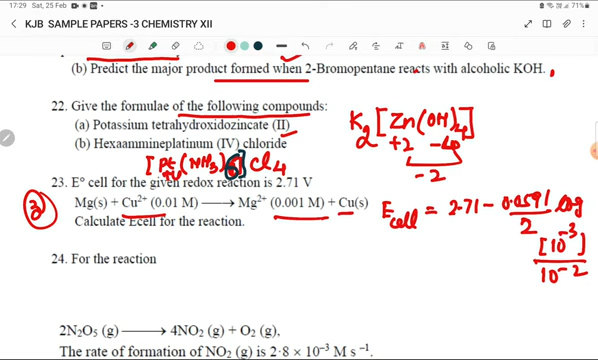 17:29 Sat, 25 Feb
71%
KJB SAMPLE PAPERS -3 CHEMISTRY XII
(b) Predict the major product formed when 2-Bromopentane reacts with alcoholic KOH.
22. Give the formulae of the following compounds:
(a) Potassium tetrahydroxidozincate (II)
(b) Hexaammineplatinum (IV) chloride
K2[Zn(OH)4]
+2 -4
-2
[Pt(NH3)6]Cl4
23. E° cell for the given redox reaction is 2.71 V
Mg(s) + Cu²⁺ (0.01 M) ⟶ Mg²⁺ (0.001 M) + Cu(s)
Calculate Ecell for the reaction.
3
Ecell = 2.71 - 0.0591/2 log [10⁻³]/10⁻²
24. For the reaction
2N₂O₅ (g) ⟶ 4NO₂ (g) + O₂ (g),
The rate of formation of NO₂ (g) is 2·8 × 10⁻³ M s⁻¹.